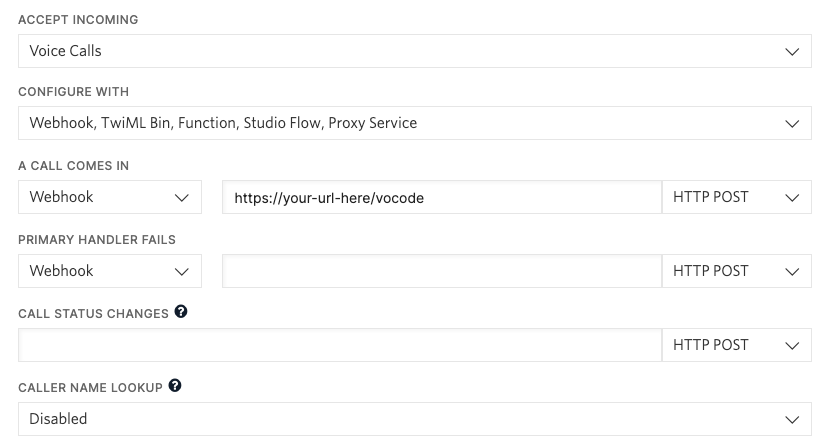 ACCEPT INCOMING
Voice Calls
CONFIGURE WITH
Webhook, TwiML Bin, Function, Studio Flow, Proxy Service
A CALL COMES IN
Webhook https://your-url-here/vocode HTTP POST
PRIMARY HANDLER FAILS
Webhook HTTP POST
CALL STATUS CHANGES ?
HTTP POST
CALLER NAME LOOKUP ?
Disabled